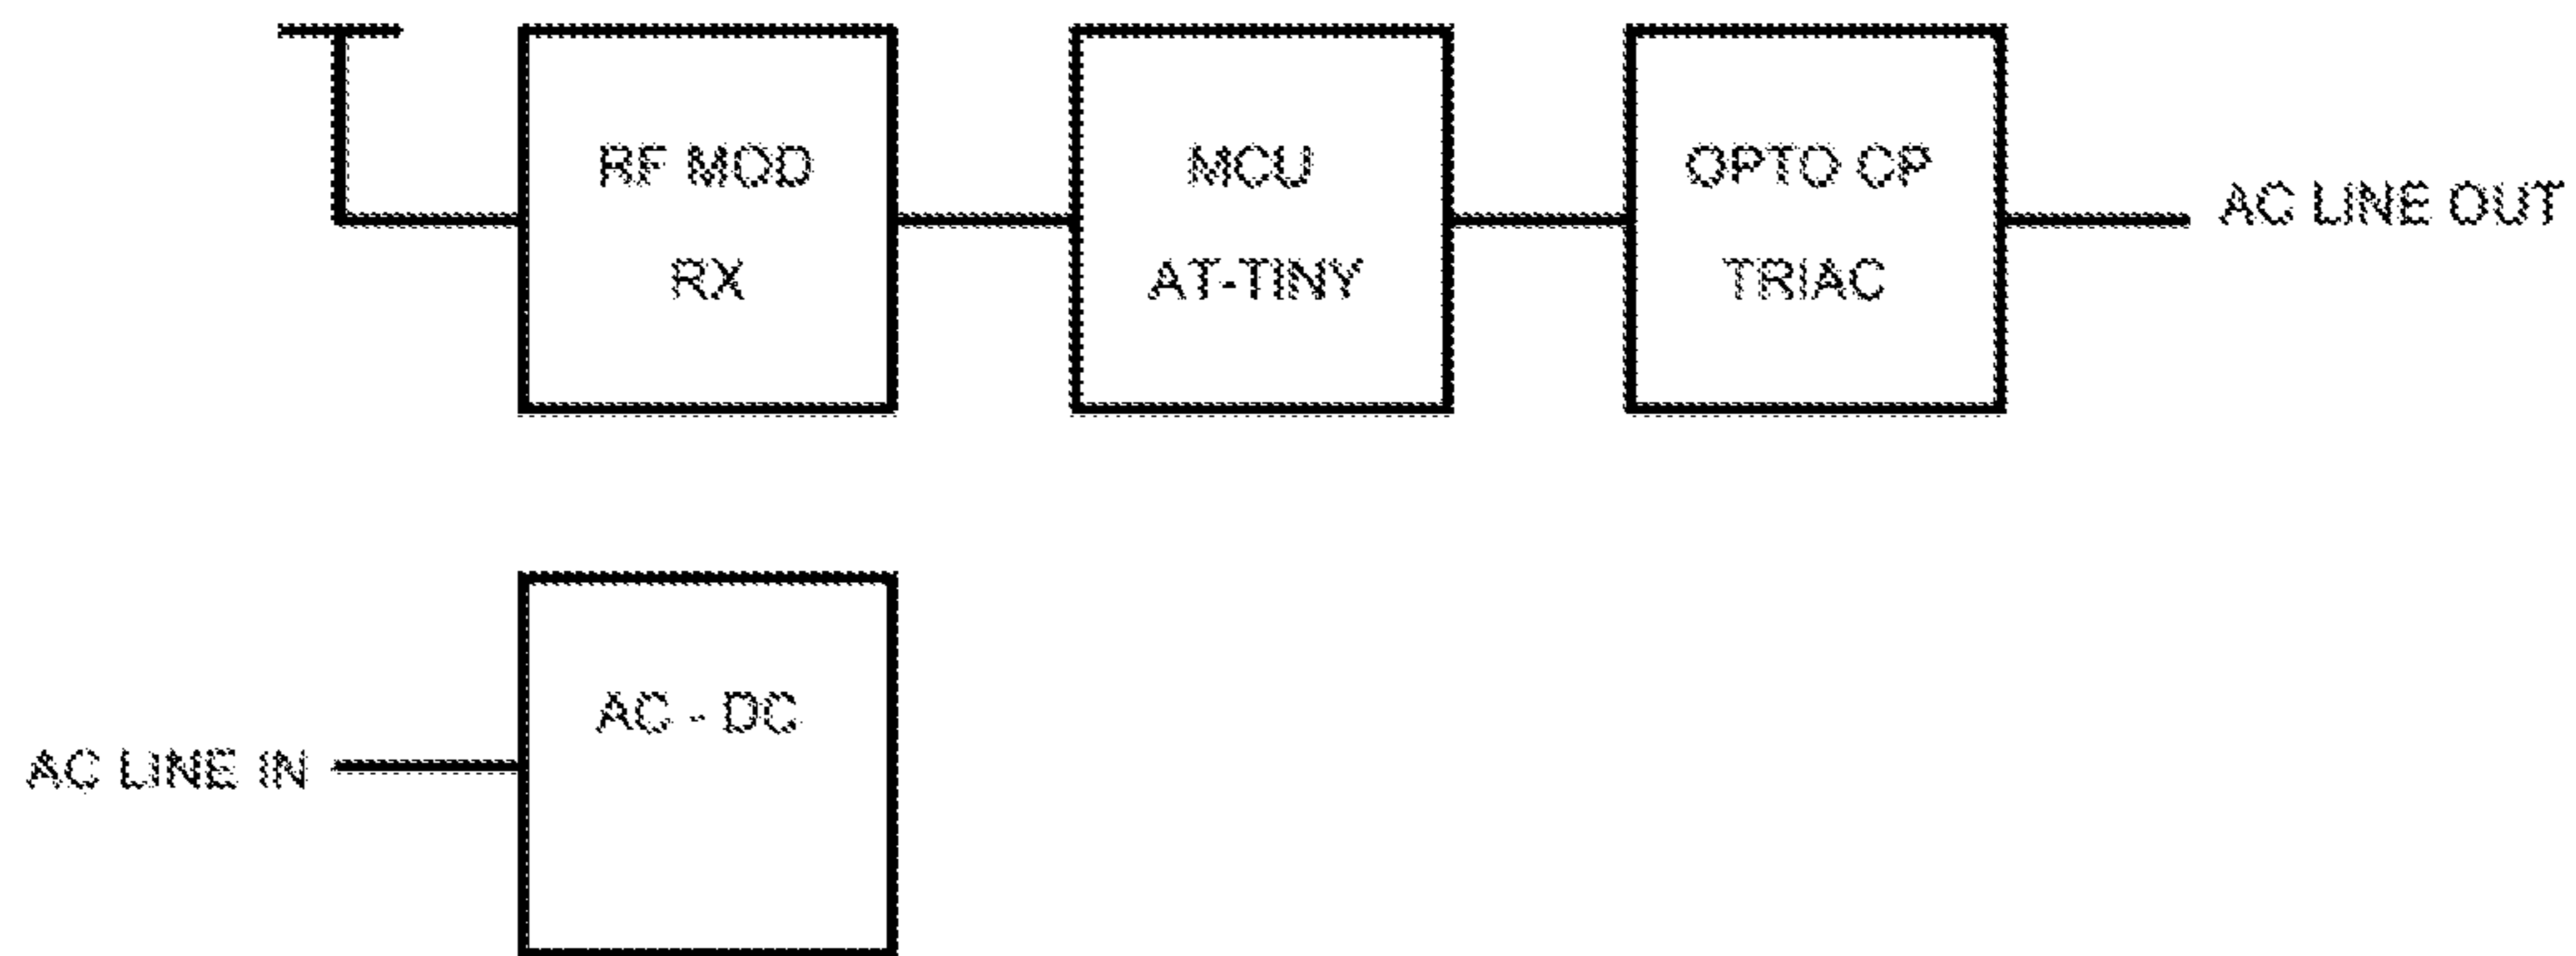 RF MOD
RX
MCU
AT-TINY
OPTO CP
TRIAC
AC LINE OUT
AC - DC
AC LINE IN